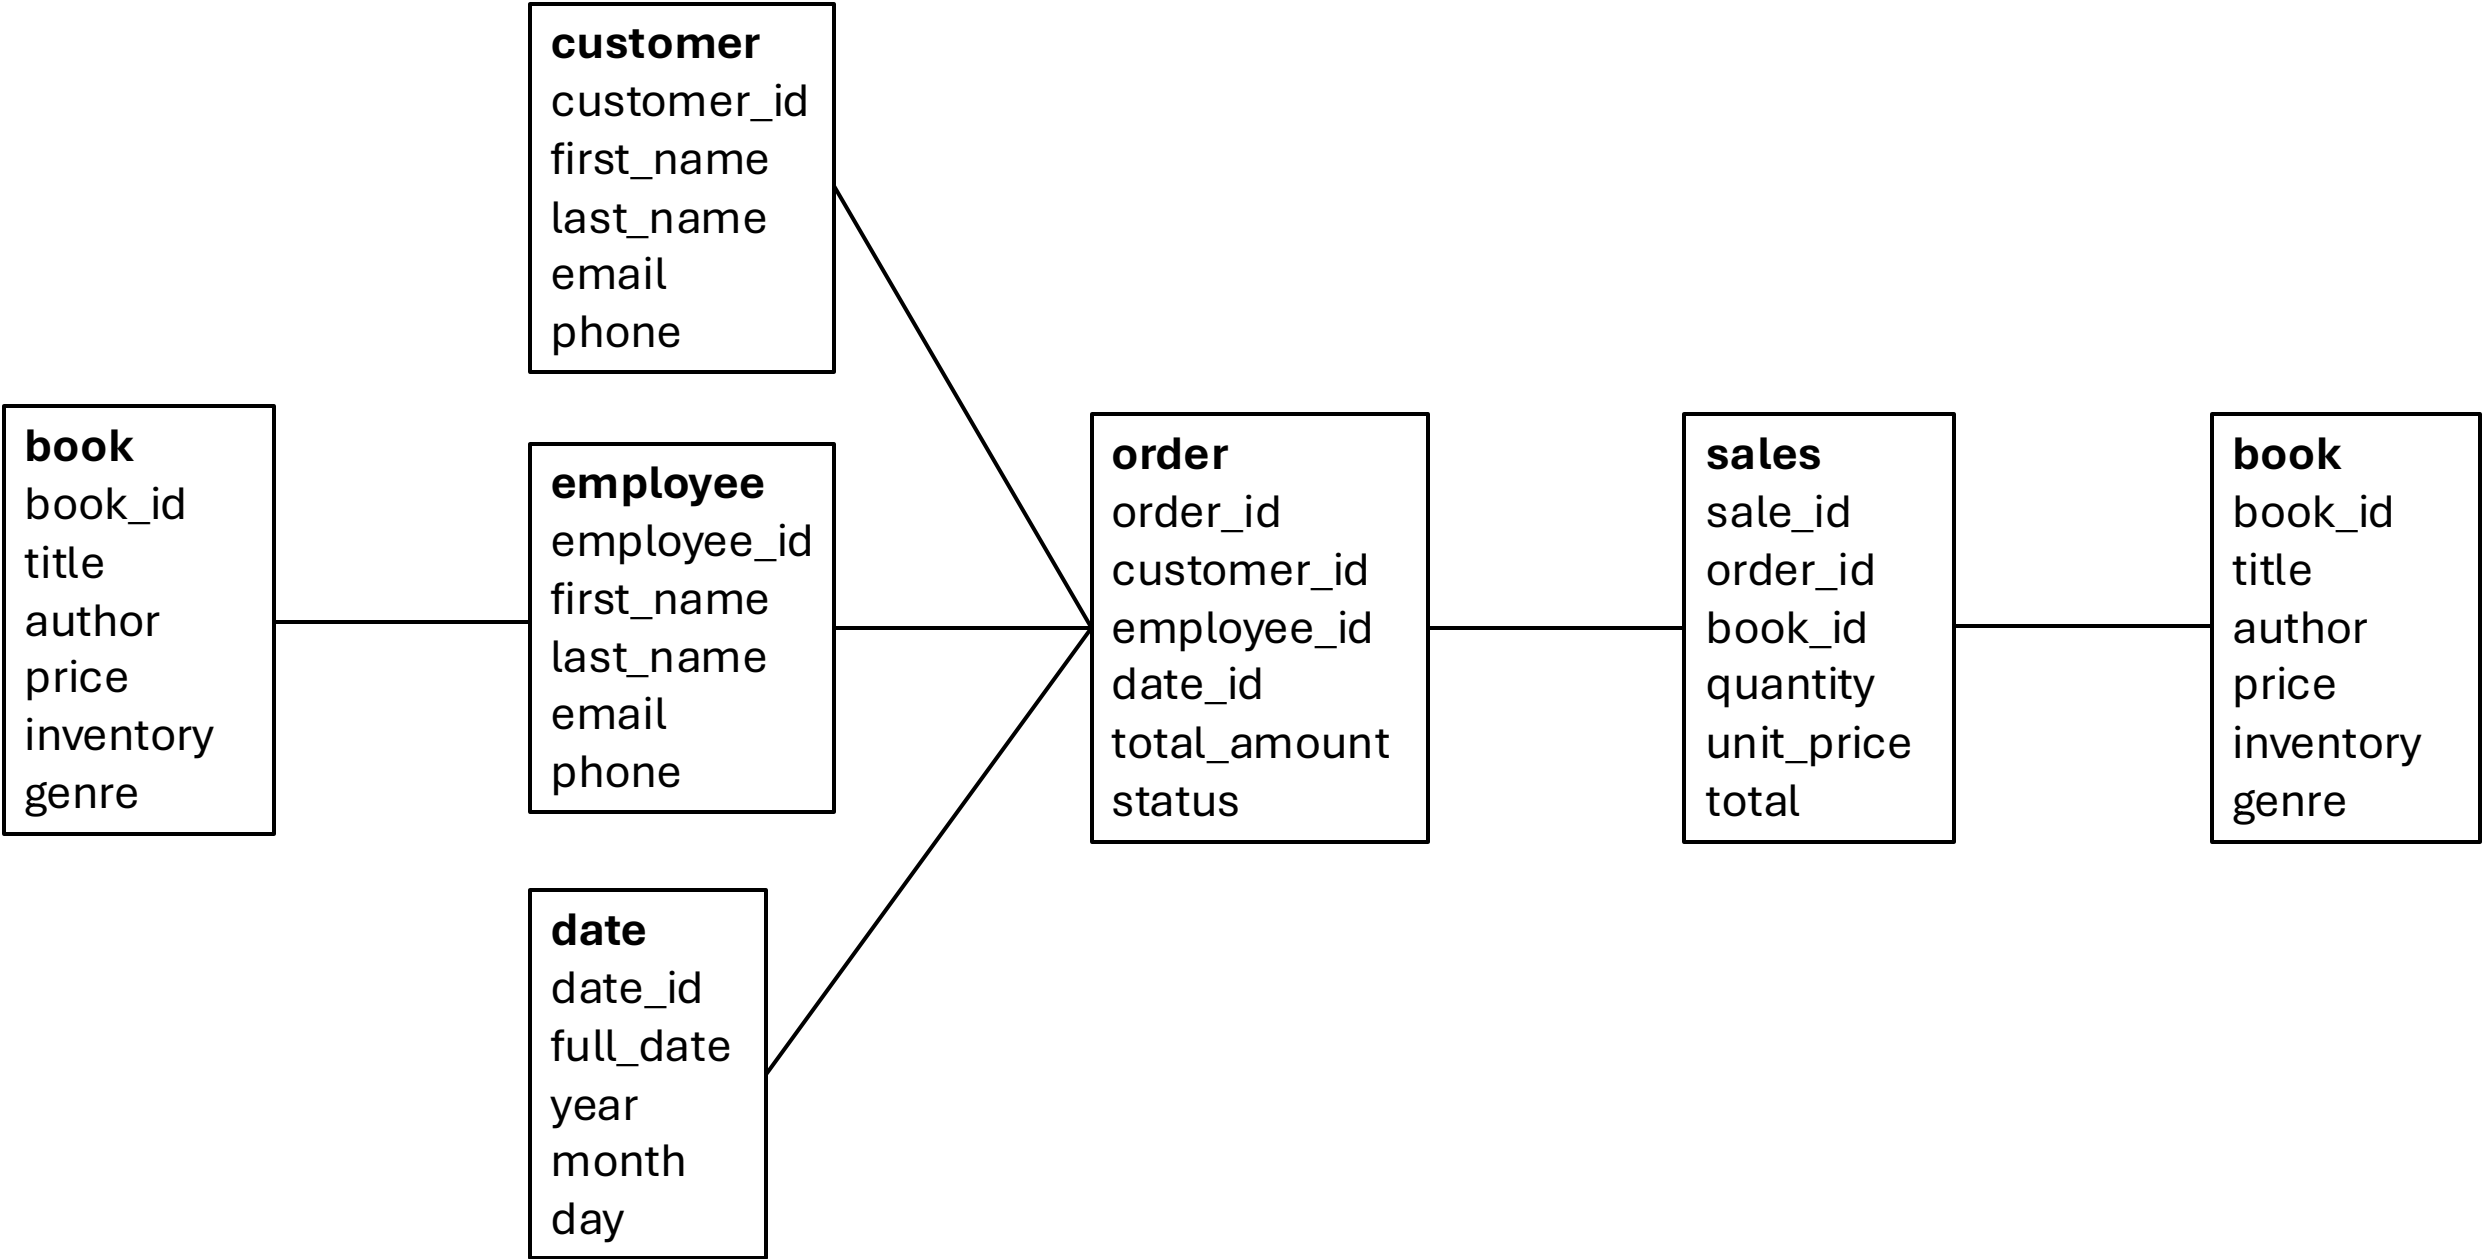 customer
customer_id
first_name
last_name
email
phone
book
book_id
title
author
price
inventory
genre
employee
employee_id
first_name
last_name
email
phone
date
date_id
full_date
year
month
day
order
order_id
customer_id
employee_id
date_id
total_amount
status
sales
sale_id
order_id
book_id
quantity
unit_price
total
book
book_id
title
author
price
inventory
genre